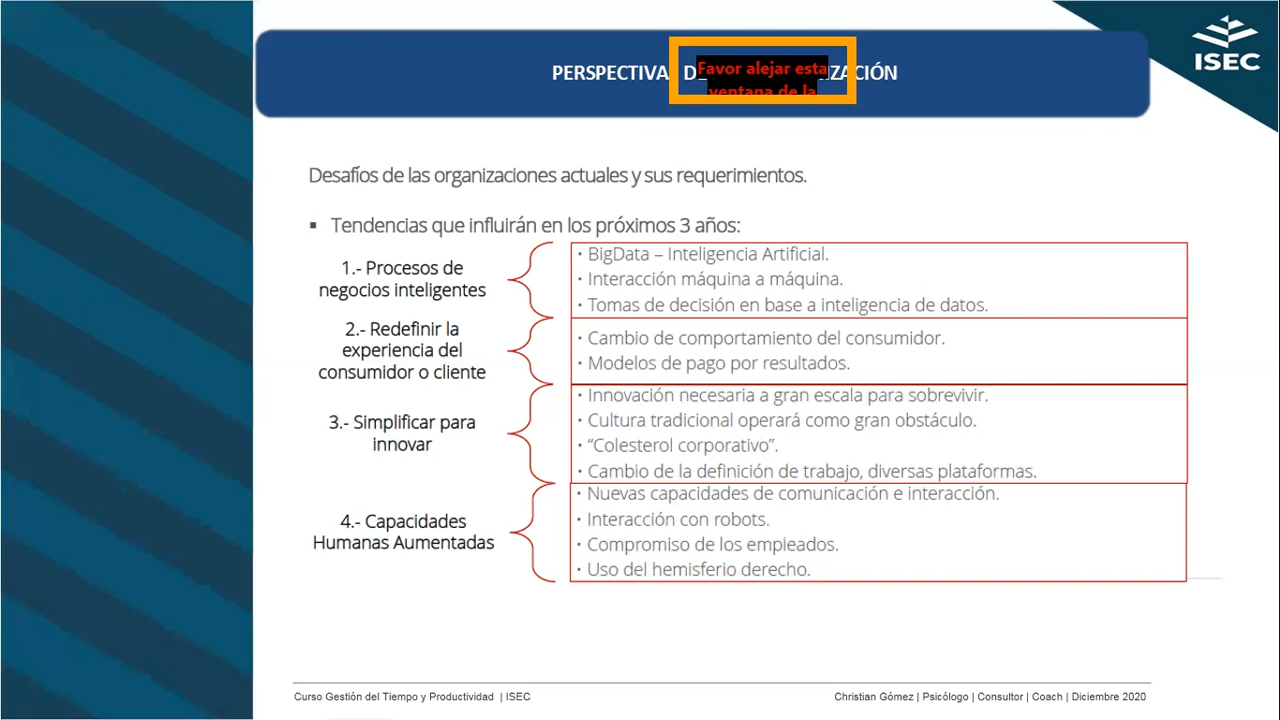 ISEC
PERSPECTIVA
Favor alejar esta
ventana de la
Desafíos de las organizaciones actuales y sus requerimientos.
▪ Tendencias que influirán en los próximos 3 años:
1.- Procesos de
negocios inteligentes
• BigData – Inteligencia Artificial.
• Interacción máquina a máquina.
• Tomas de decisión en base a inteligencia de datos.
2.- Redefinir la
experiencia del
consumidor o cliente
• Cambio de comportamiento del consumidor.
• Modelos de pago por resultados.
3.- Simplificar para
innovar
• Innovación necesaria a gran escala para sobrevivir.
• Cultura tradicional operará como gran obstáculo.
• “Colesterol corporativo”.
• Cambio de la definición de trabajo, diversas plataformas.
4.- Capacidades
Humanas Aumentadas
• Nuevas capacidades de comunicación e interacción.
• Interacción con robots.
• Compromiso de los empleados.
• Uso del hemisferio derecho.
Curso Gestión del Tiempo y Productividad | ISEC
Christian Gómez | Psicólogo | Consultor | Coach | Diciembre 2020